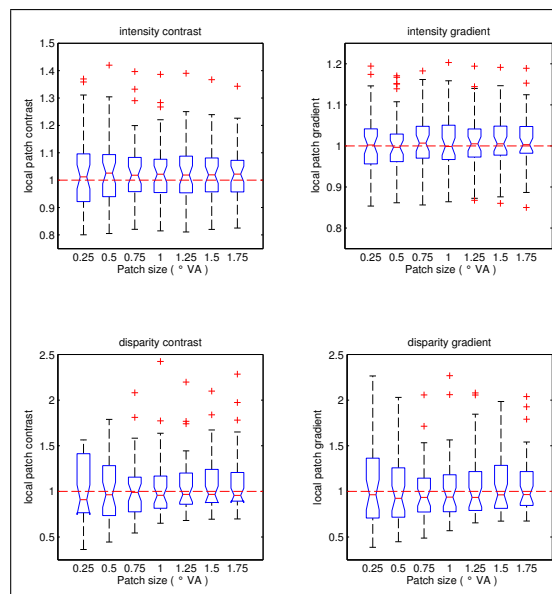 intensity contrast
1.5
1.4
1.3
1.2
1.1
1.0
0.9
0.8
local patch contrast
0.25 0.5 0.75 1 1.25 1.5 1.75
Patch size ( ° VA)
intensity gradient
1.2
1.1
1
0.9
0.8
local patch gradient
0.25 0.5 0.75 1 1.25 1.5 1.75
Patch size ( ° VA)
disparity contrast
2.5
2
1.5
1
0.5
local patch contrast
0.25 0.5 0.75 1 1.25 1.5 1.75
Patch size ( ° VA)
disparity gradient
2.5
2
1.5
1
0.5
local patch gradient
0.25 0.5 0.75 1 1.25 1.5 1.75
Patch size ( ° VA)